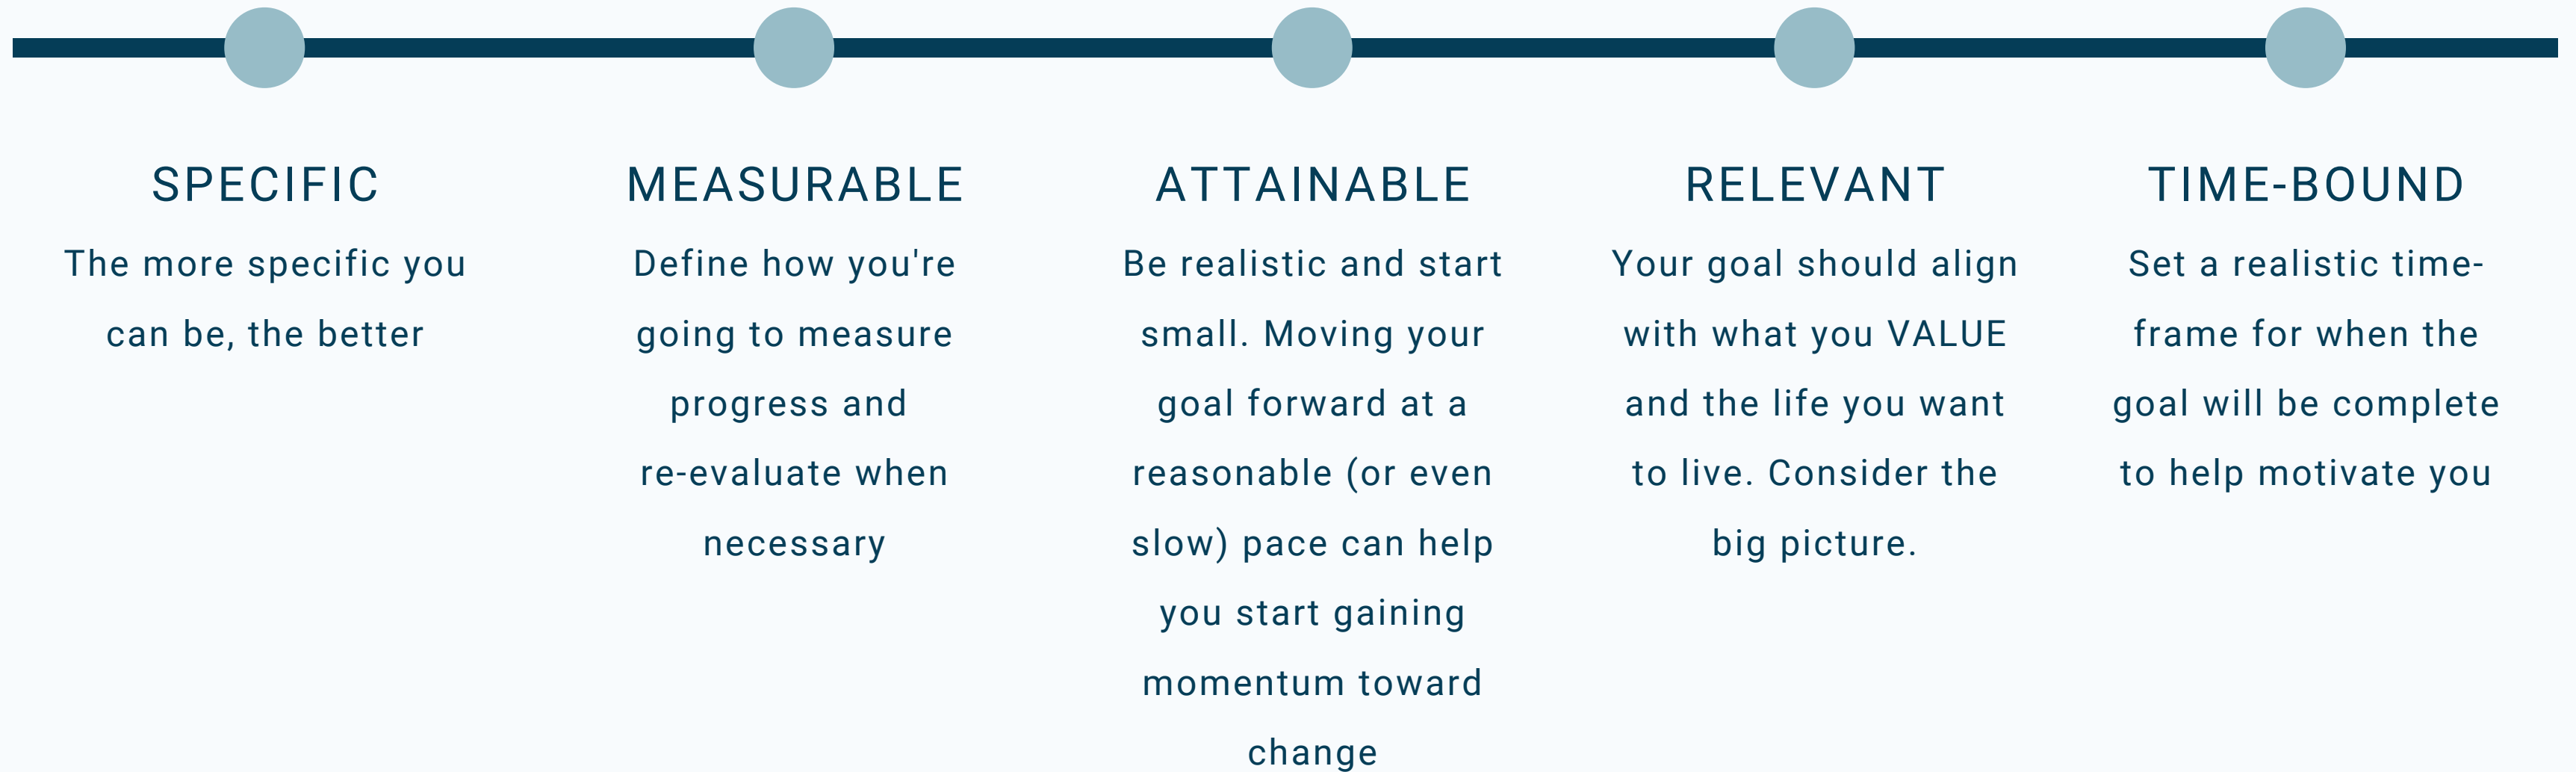 SPECIFIC
The more specific you
can be, the better
MEASURABLE
Define how you're
going to measure
progress and
re-evaluate when
necessary
ATTAINABLE
Be realistic and start
small. Moving your
goal forward at a
reasonable (or even
slow) pace can help
you start gaining
momentum toward
change
RELEVANT
Your goal should align
with what you VALUE
and the life you want
to live. Consider the
big picture.
TIME-BOUND
Set a realistic time-
frame for when the
goal will be complete
to help motivate you